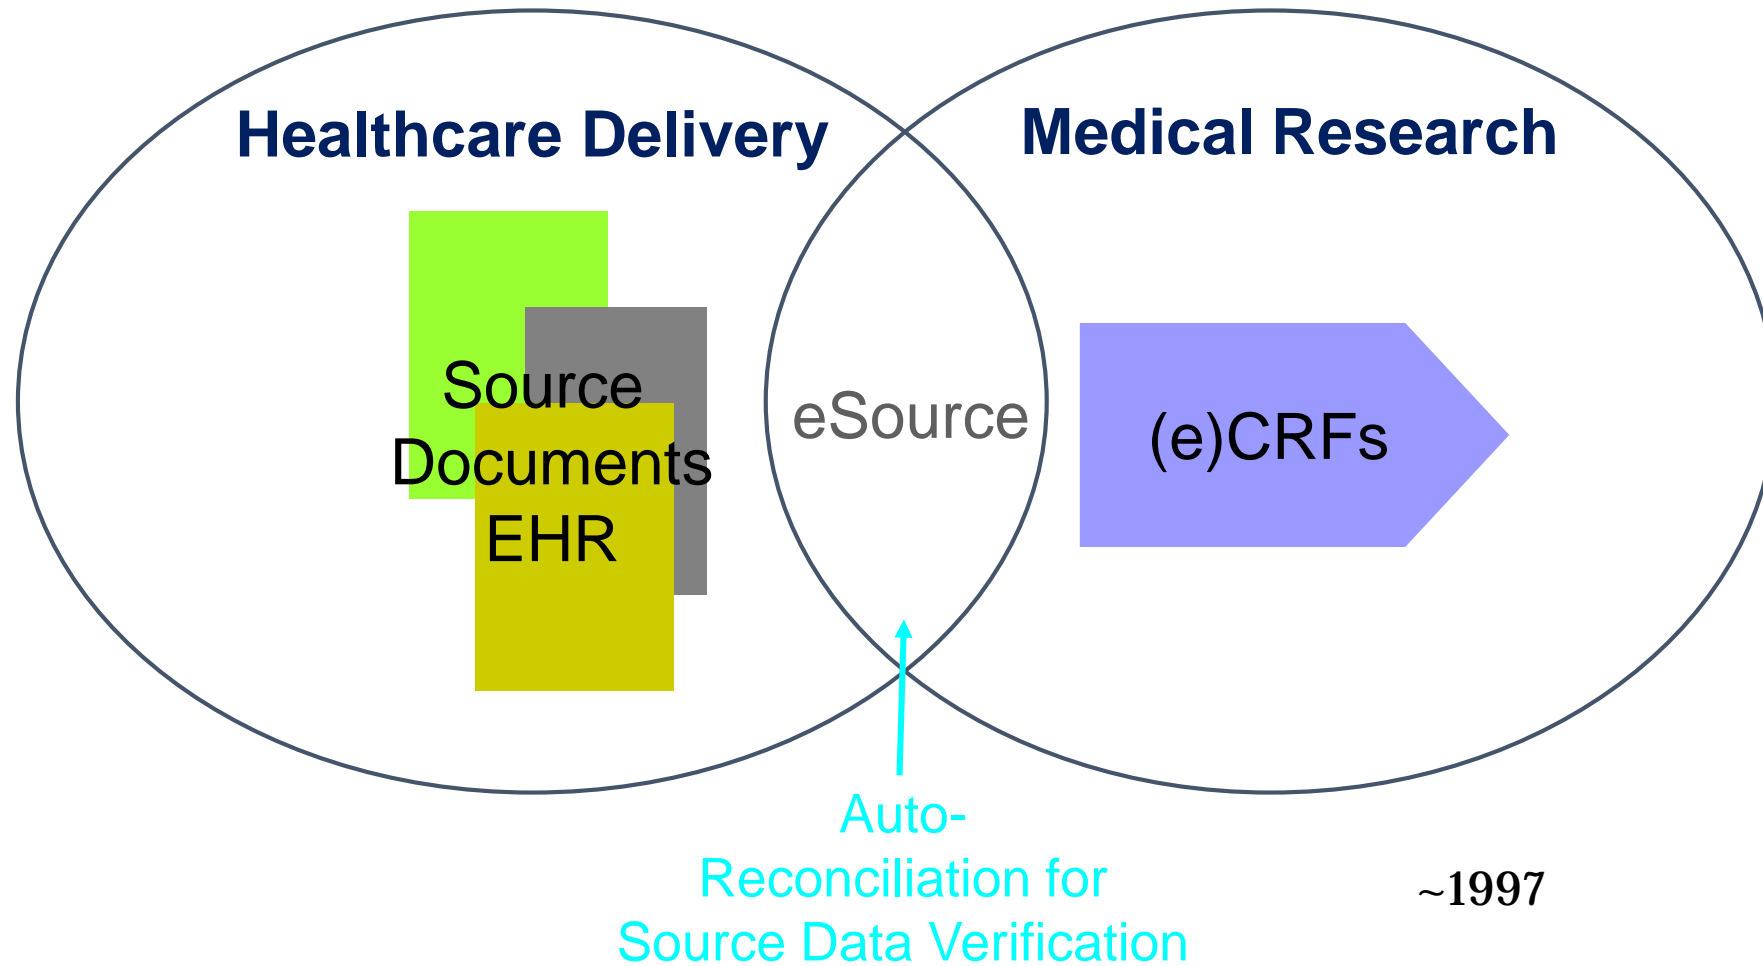 Healthcare Delivery
Medical Research
Source
Documents
EHR
eSource
(e)CRFs
Auto-
Reconciliation for
Source Data Verification
~1997